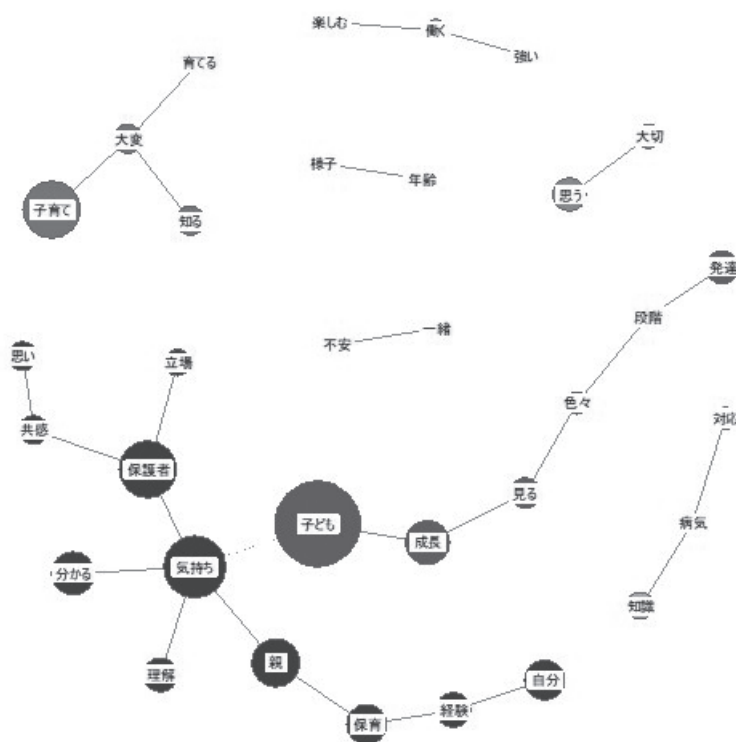 楽しむ
働く
強い
育てる
大変
子育て
知る
様子
年齢
大切
思う
発達
段階
色々
見る
成長
子ども
不安
一緒
思い
共感
立場
保護者
気持ち
分かる
理解
親
保育
経験
自分
対応
病気
知識